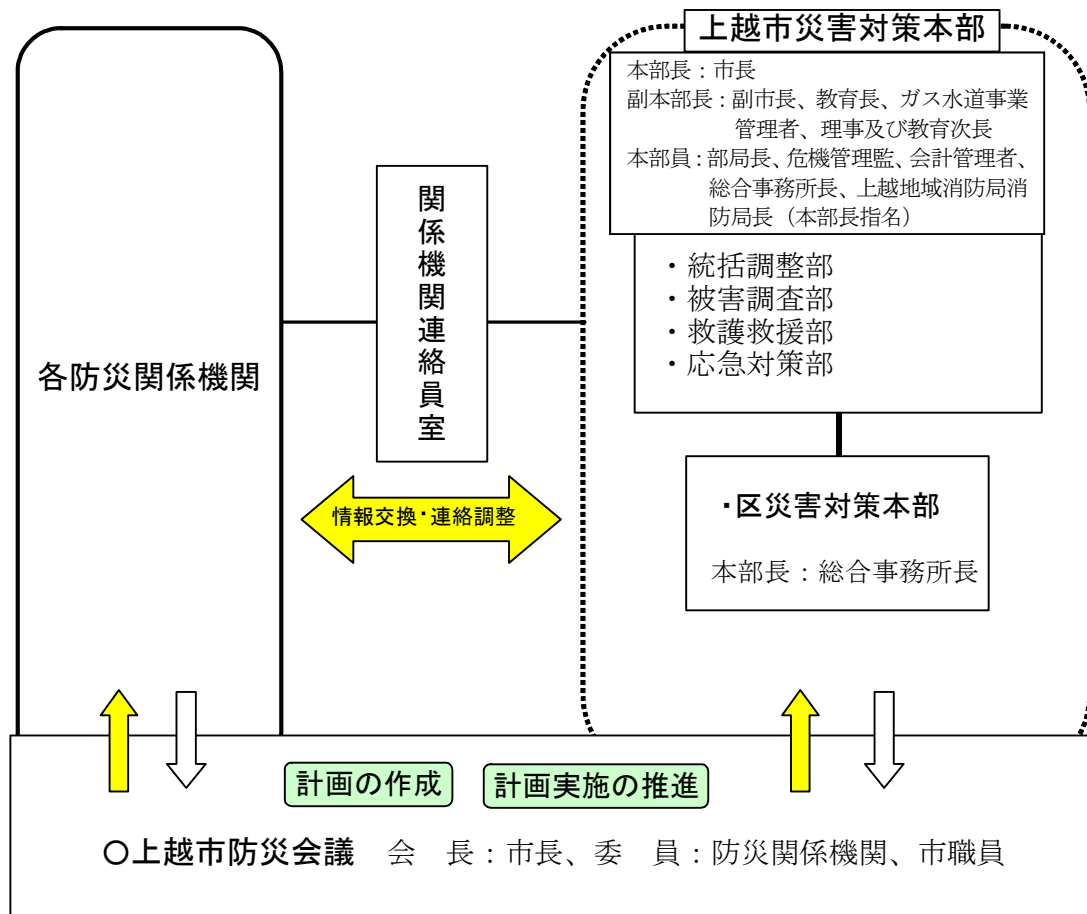 上越市災害対策本部
本部長：市長
副本部長：副市長、教育長、ガス水道事業
管理者、理事及び教育次長
本部員：部局長、危機管理監、会計管理者、
総合事務所長、上越地域消防局消
防局長（本部長指名）
・統括調整部
・被害調査部
・救護救援部
・応急対策部
関係機関連絡員室
各防災関係機関
情報交換・連絡調整
・区災害対策本部
本部長：総合事務所長
計画の作成
計画実施の推進
○上越市防災会議　会　長：市長、委　員：防災関係機関、市職員